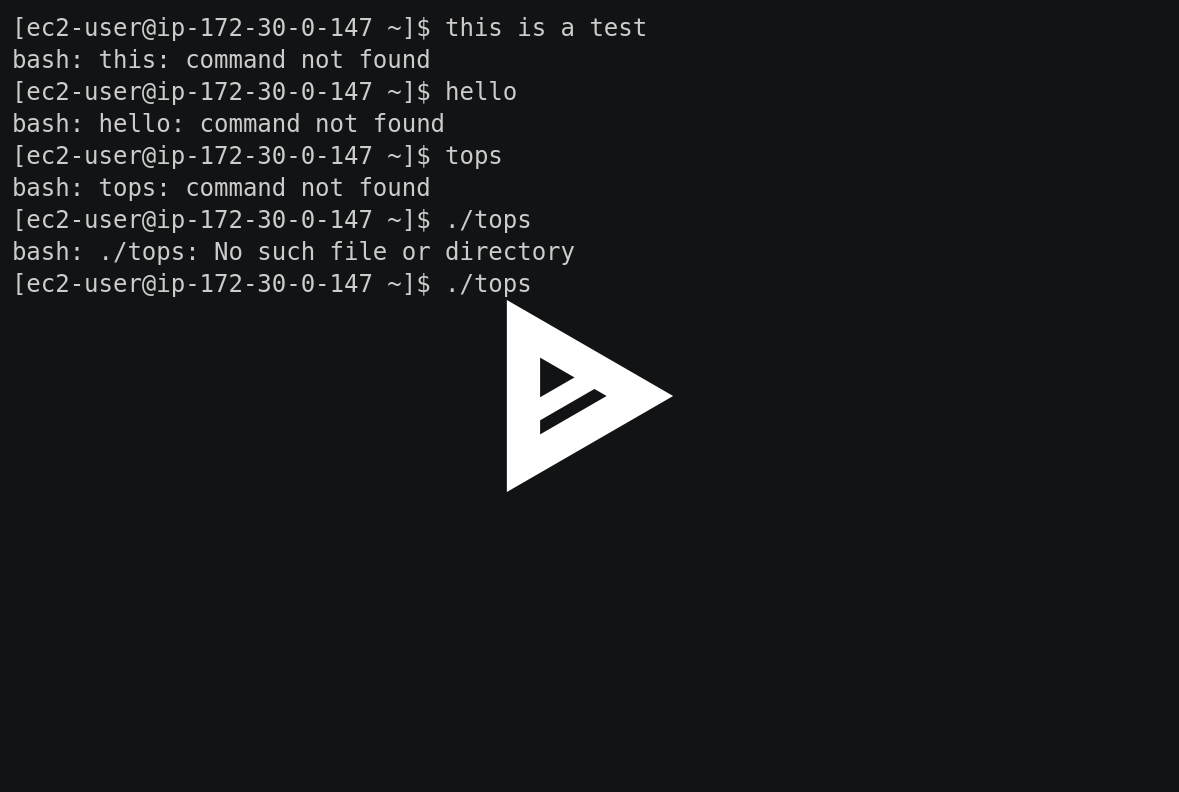 [ec2-user@ip-172-30-0-147 ~]$ this is a test
bash: this: command not found
[ec2-user@ip-172-30-0-147 ~]$ hello
bash: hello: command not found
[ec2-user@ip-172-30-0-147 ~]$ tops
bash: tops: command not found
[ec2-user@ip-172-30-0-147 ~]$ ./tops
bash: ./tops: No such file or directory
[ec2-user@ip-172-30-0-147 ~]$ ./tops